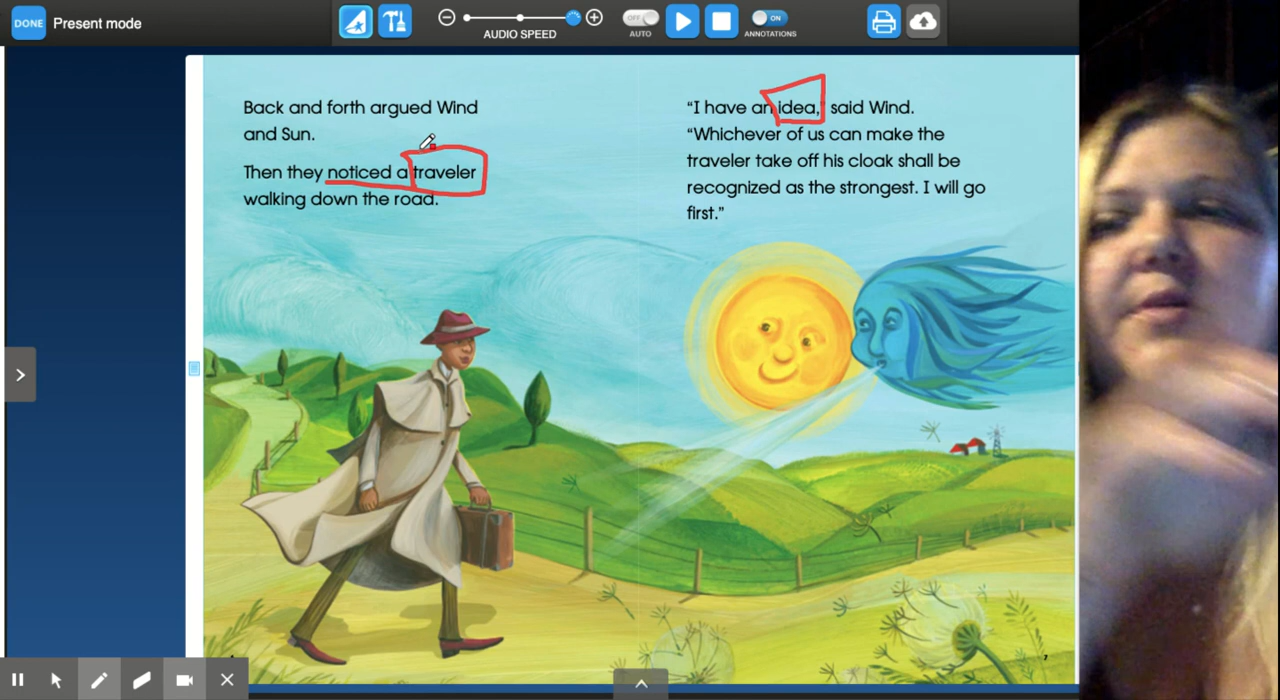 DONE Present mode
AUDIO SPEED
OFF
AUTO
ON
ANNOTATIONS
Back and forth argued Wind
and Sun.
Then they noticed a traveler
walking down the road.
“I have an idea,” said Wind.
“Whichever of us can make the
traveler take off his cloak shall be
recognized as the strongest. I will go
first.”
7